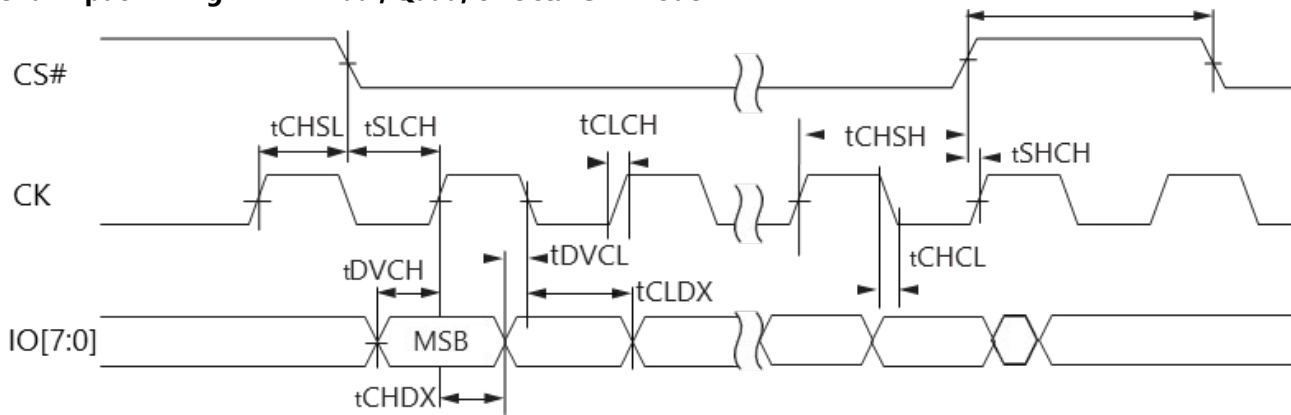 CS#
tCHSL
tSLCH
tCLCH
tCHSH
tSHCH
CK
tDVCH
tDVCL
tCLDX
tCHCL
IO[7:0]
MSB
tCHDX